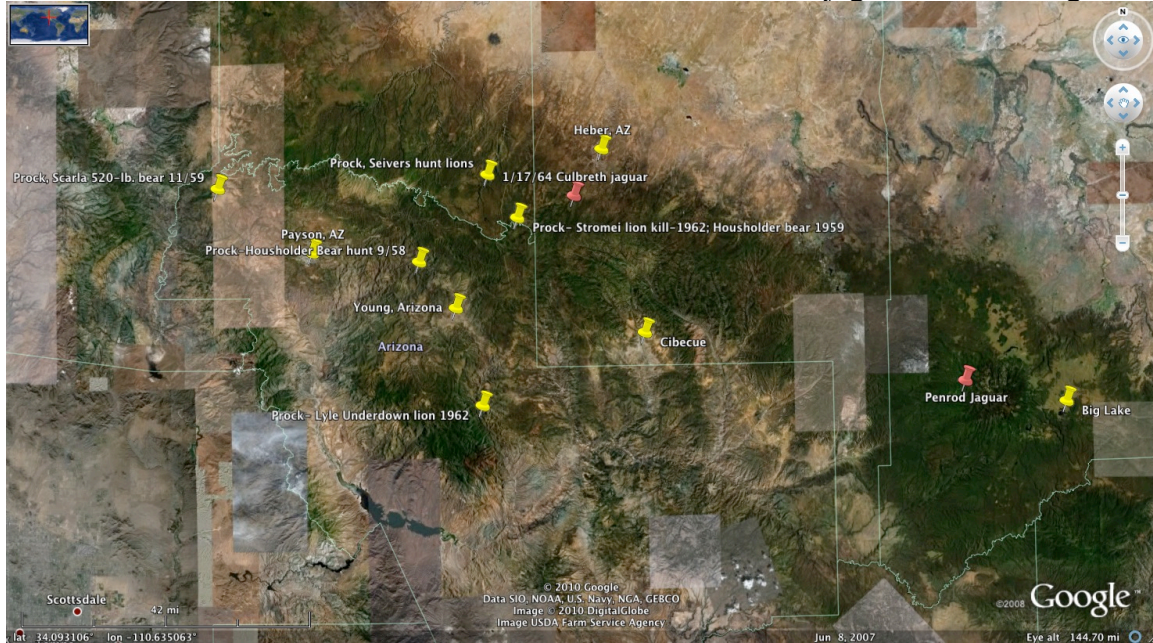 N
Heber, AZ
Prock, Seivers hunt lions
Prock, Scarla 520-lb. bear 11/59
1/17/64 Culbreth jaguar
Prock- Stromei lion kill-1962; Housholder bear 1959
Payson, AZ
Prock-Housholder Bear hunt 9/58
Young, Arizona
Cibecue
Arizona
Penrod Jaguar
Big Lake
Prock- Lyle Underdown lion 1962
© 2010 Google
Data SIO, NOAA, U.S. Navy, NGA, GEBCO
Image © 2010 DigitalGlobe
Image USDA Farm Service Agency
©2008 Google™
Scottsdale
42 mi
lat 34.093106° lon -110.635063°
Jun 8, 2007
Eye alt 144.70 mi